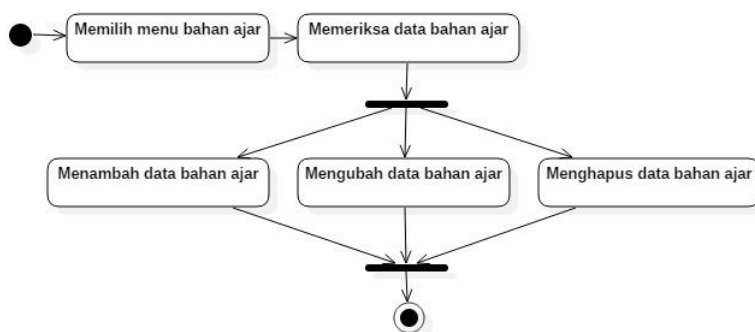 Memilih menu bahan ajar
Memeriksa data bahan ajar
Menambah data bahan ajar
Mengubah data bahan ajar
Menghapus data bahan ajar